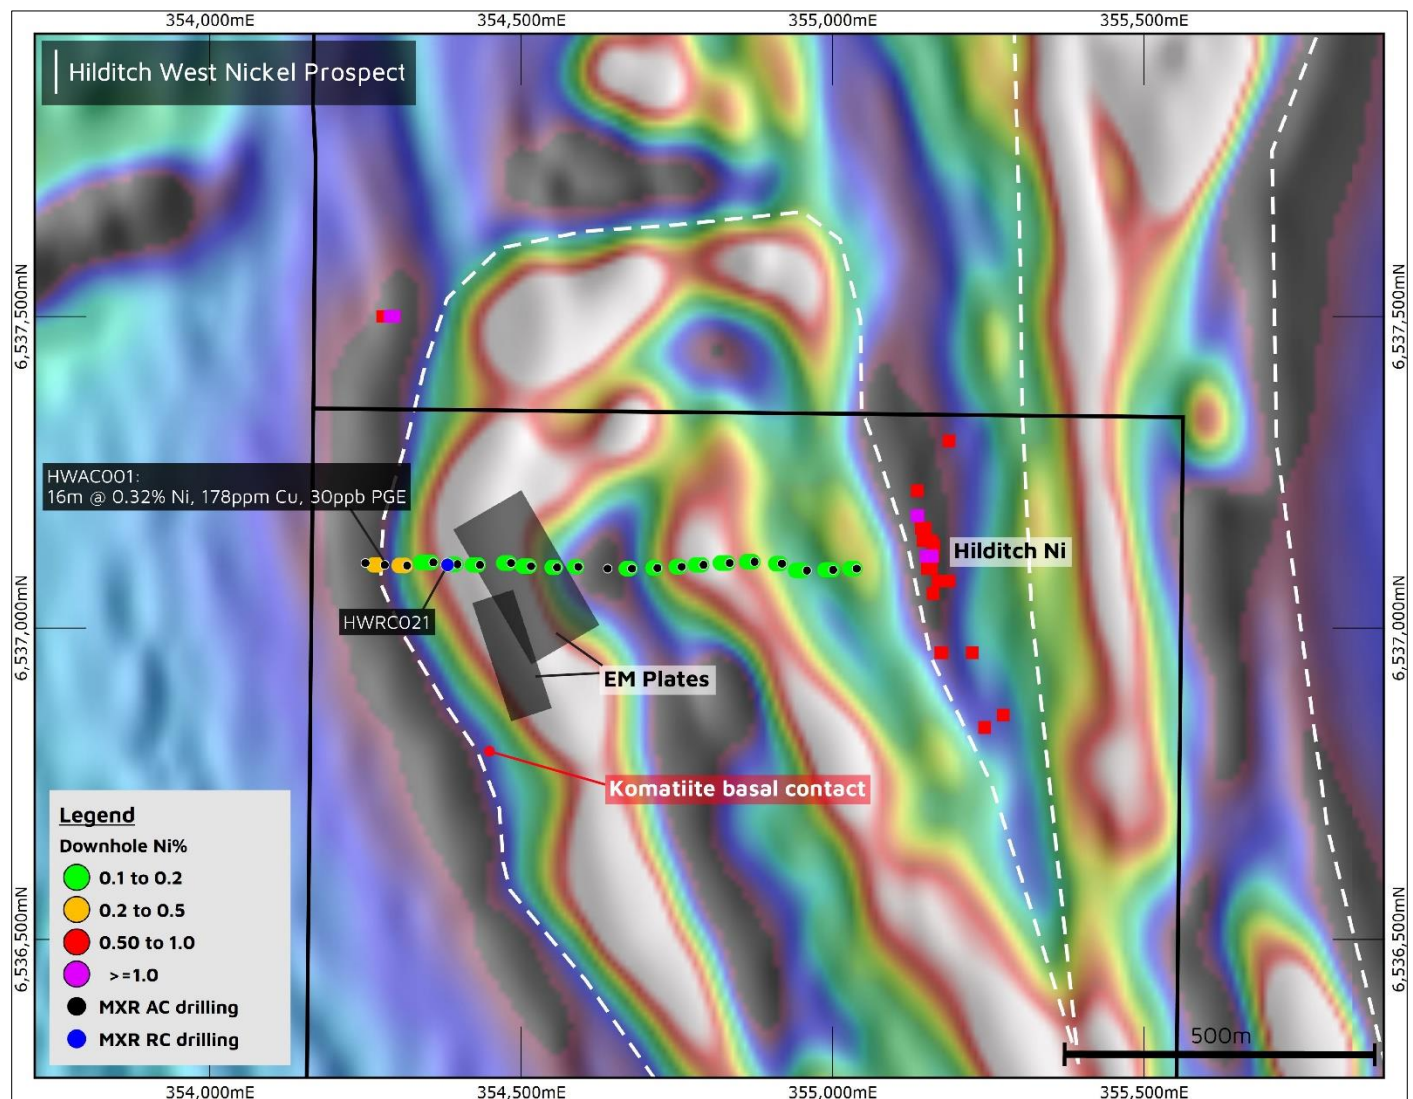 354,000mE 354,500mE 355,000mE 355,500mE
Hilditch West Nickel Prospect
6,537,500mN
6,537,500mN
HWAC001:
16m @ 0.32% Ni, 178ppm Cu, 30ppb PGE
Hilditch Ni
HWRC021
6,537,000mN
6,537,000mN
EM Plates
Komatiite basal contact
Legend
Downhole Ni%
0.1 to 0.2
0.2 to 0.5
0.50 to 1.0
>=1.0
MXR AC drilling
MXR RC drilling
6,536,500mN
6,536,500mN
500m
354,000mE 354,500mE 355,000mE 355,500mE